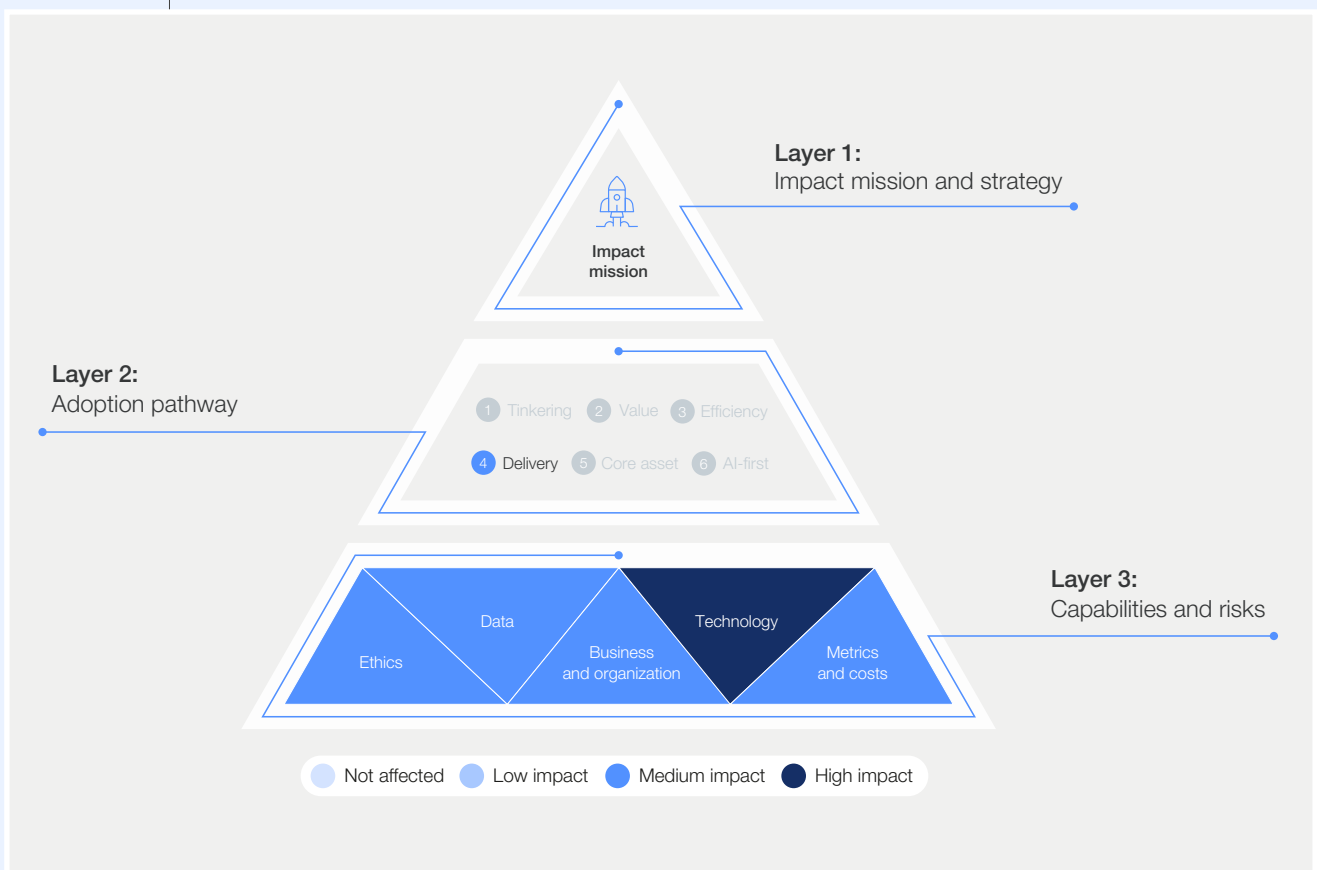 Layer 1:
Impact mission and strategy
Impact
mission
Layer 2:
Adoption pathway
1 Tinkering 2 Value 3 Efficiency
4 Delivery 5 Core asset 6 AI-first
Layer 3:
Capabilities and risks
Ethics
Data
Business
and organization
Technology
Metrics
and costs
Not affected Low impact Medium impact High impact